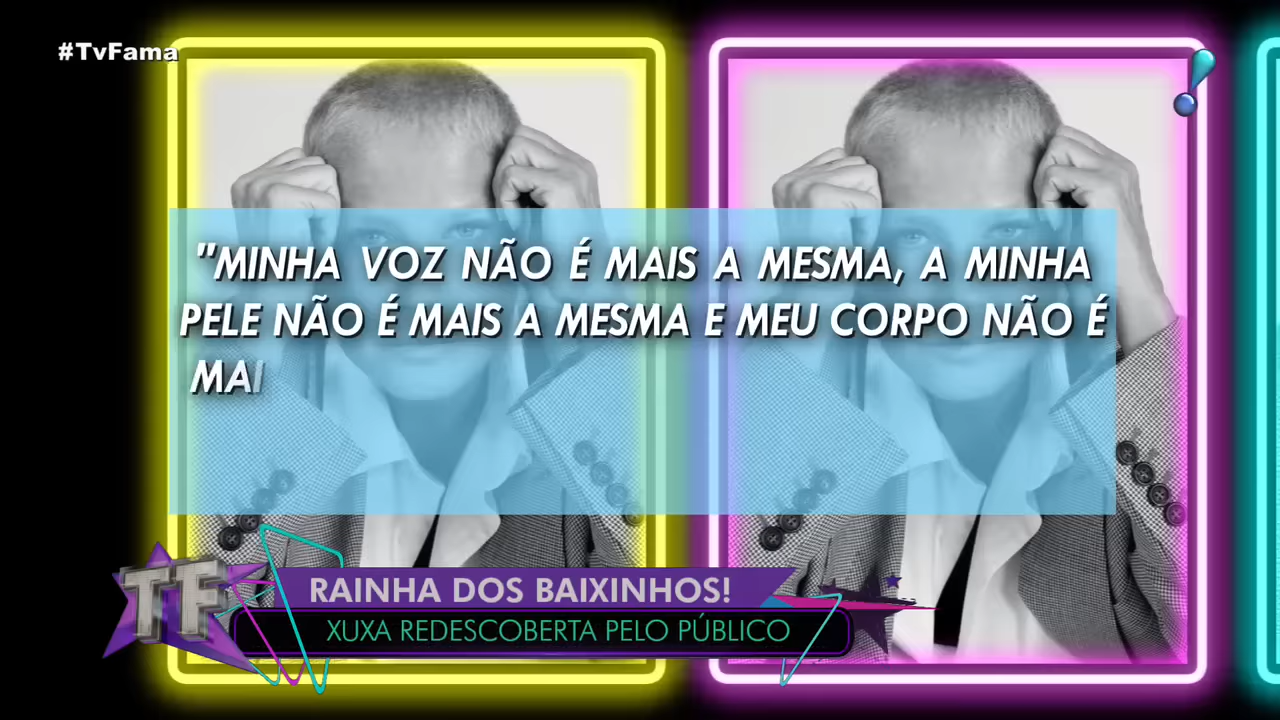 #TvFama
"MINHA VOZ NÃO É MAIS A MESMA, A MINHA
PELE NÃO É MAIS A MESMA E MEU CORPO NÃO É
MAI
TF
RAINHA DOS BAIXINHOS!
XUXA REDESCOBERTA PELO PÚBLICO